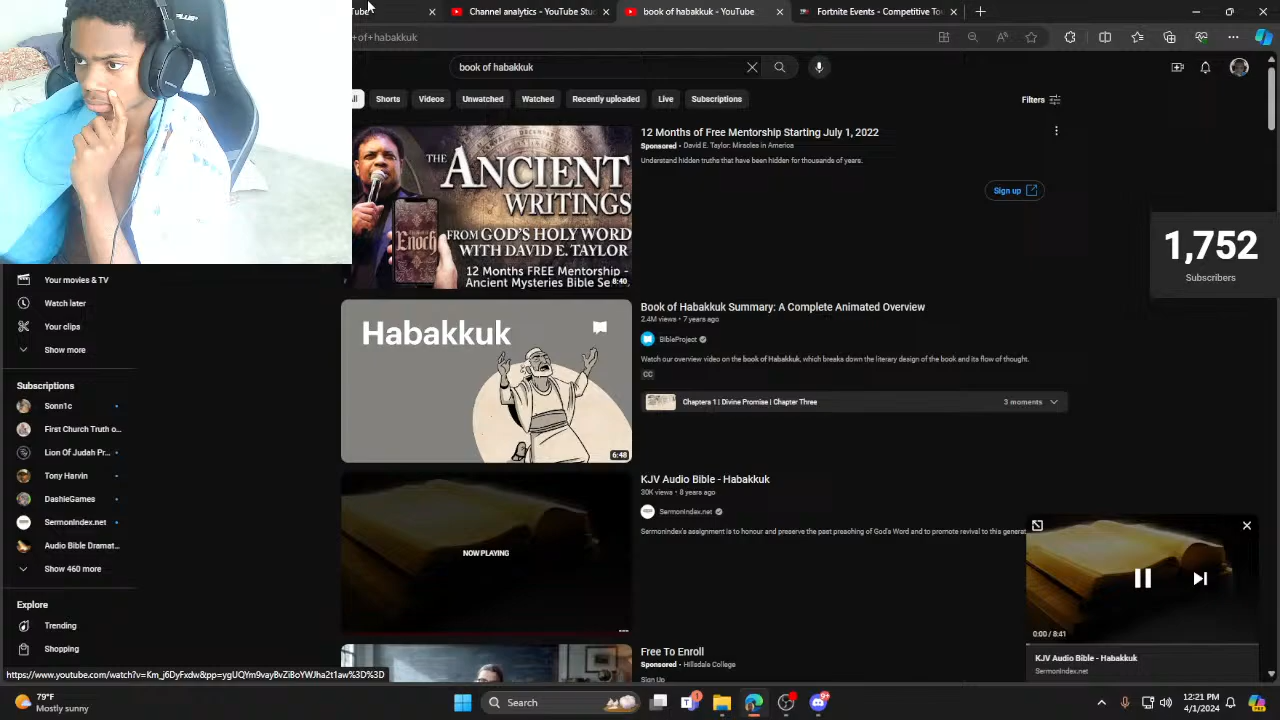 Channel analytics - YouTube Stu
book of habakkuk - YouTube
Fortnite Events - Competitive To
+of+habakkuk
book of habakkuk
Shorts
Videos
Unwatched
Watched
Recently uploaded
Live
Subscriptions
Filters
THE ANCIENT
WRITINGS
FROM GOD'S HOLY WORD
WITH DAVID E. TAYLOR
12 Months FREE Mentorship -
Ancient Mysteries Bible Se
8:40
Enoch
12 Months of Free Mentorship Starting July 1, 2022
Sponsored • David E. Taylor: Miracles in America
Understand hidden truths that have been hidden for thousands of years.
Sign up
1,752
Subscribers
Your movies & TV
Watch later
Your clips
Show more
Subscriptions
Sonn1c
First Church Truth o...
Lion Of Judah Pr...
Tony Harvin
DashieGames
SermonIndex.net
Audio Bible Dramat...
Show 460 more
Explore
Trending
Shopping
Habakkuk
6:48
Book of Habakkuk Summary: A Complete Animated Overview
2.4M views • 7 years ago
BibleProject
Watch our overview video on the book of Habakkuk, which breaks down the literary design of the book and its flow of thought.
CC
Chapters 1 | Divine Promise | Chapter Three
3 moments
NOW PLAYING
KJV Audio Bible - Habakkuk
30K views • 8 years ago
SermonIndex.net
SermonIndex's assignment is to honour and preserve the past preaching of God's Word and to promote revival to this generat
0:00 / 8:41
KJV Audio Bible - Habakkuk
SermonIndex.net
Free To Enroll
Sponsored • Hillsdale College
Sign Up
79°F
Mostly sunny
Search
12:21 PM
4/1/2024